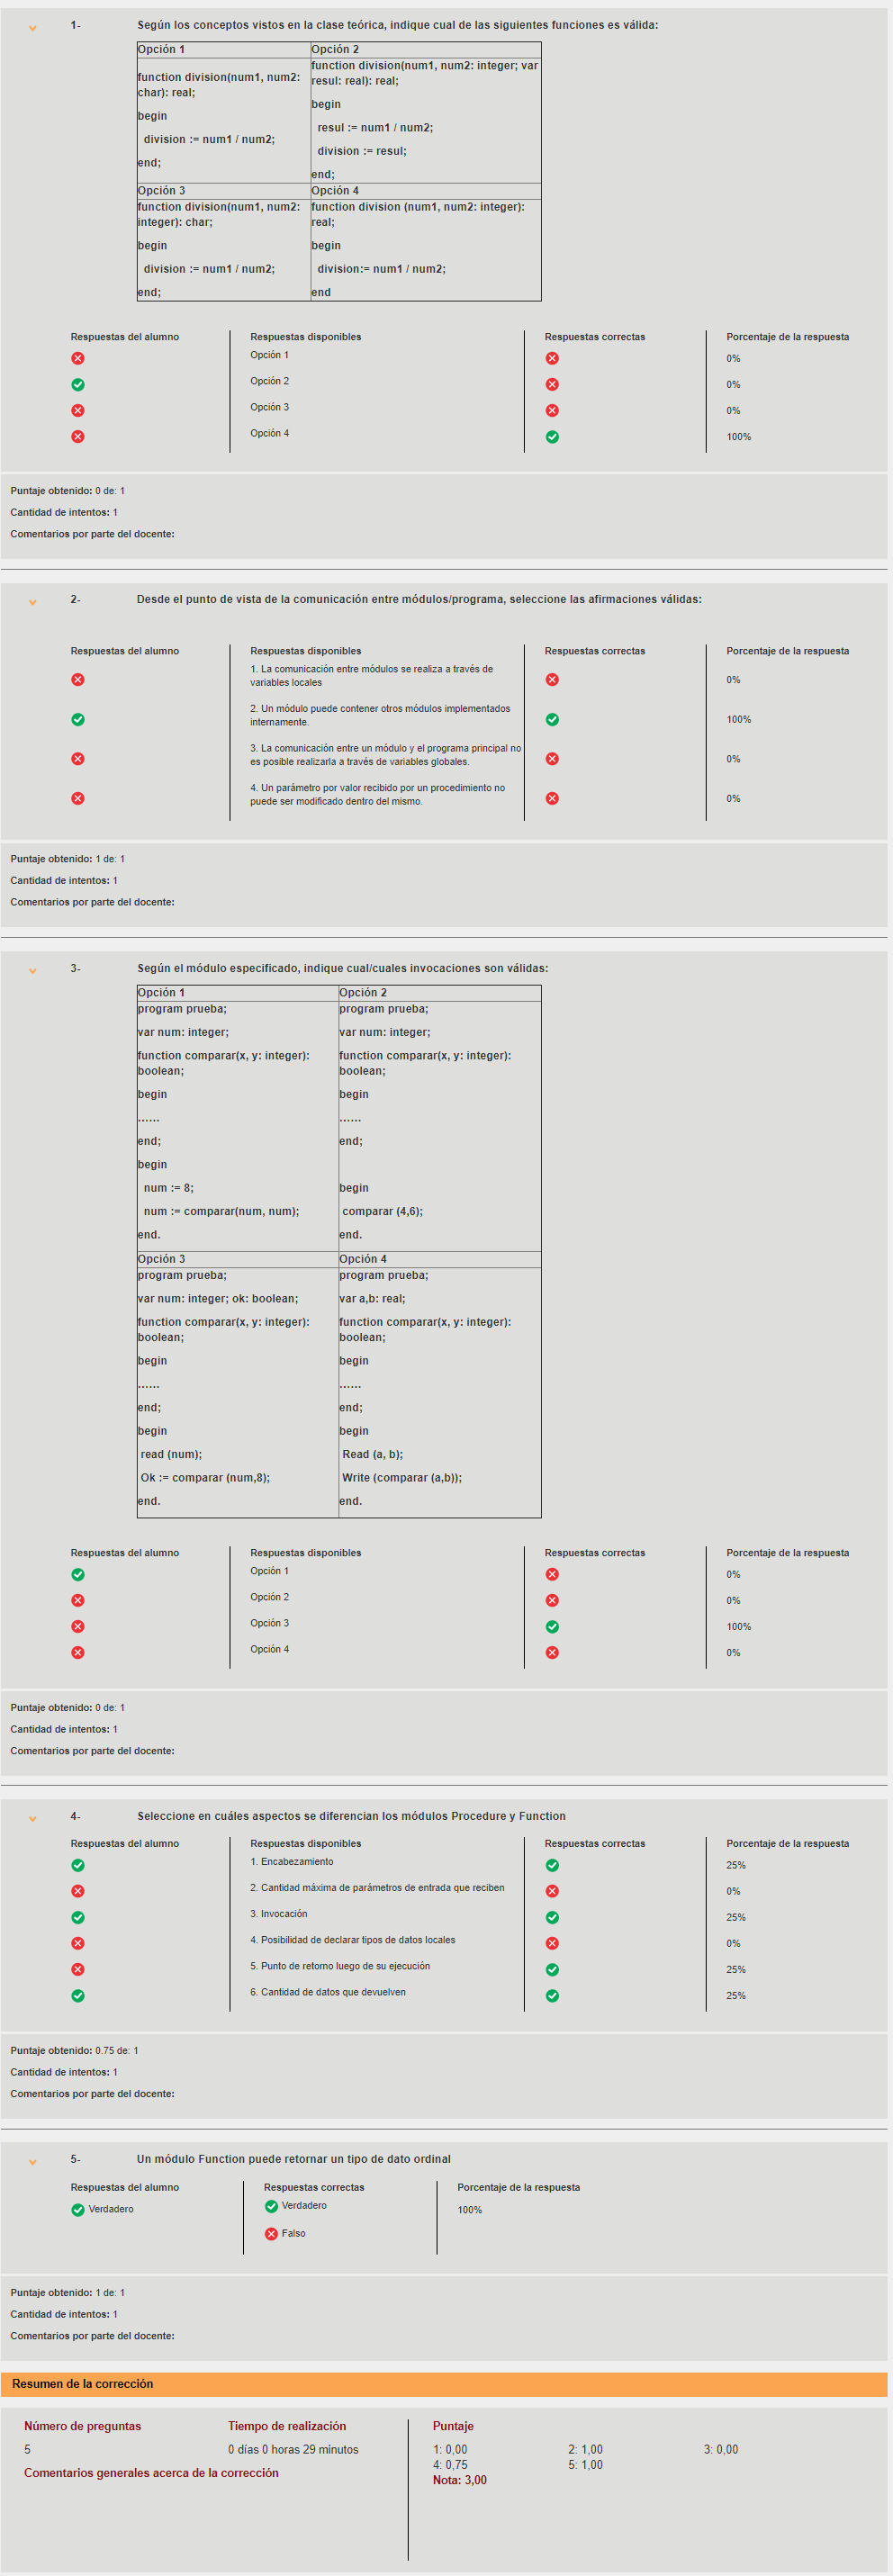 1-
Según los conceptos vistos en la clase teórica, indique cual de las siguientes funciones es válida:
Opción 1
function division(num1, num2:
char): real;
begin
division := num1 / num2;
end;
Opción 2
function division(num1, num2: integer; var
resul: real): real;
begin
resul := num1 / num2;
division := resul;
end;
Opción 3
function division(num1, num2:
integer): char;
begin
division := num1 / num2;
end;
Opción 4
function division (num1, num2: integer):
real;
begin
division:= num1 / num2;
end
Respuestas del alumno Respuestas disponibles Respuestas correctas Porcentaje de la respuesta
Opción 1 0%
Opción 2 0%
Opción 3 0%
Opción 4 100%
Puntaje obtenido: 0 de: 1
Cantidad de intentos: 1
Comentarios por parte del docente:
2-
Desde el punto de vista de la comunicación entre módulos/programa, seleccione las afirmaciones válidas:
Respuestas del alumno Respuestas disponibles Respuestas correctas Porcentaje de la respuesta
1. La comunicación entre módulos se realiza a través de
variables locales
0%
2. Un módulo puede contener otros módulos implementados
internamente.
100%
3. La comunicación entre un módulo y el programa principal no
es posible realizarla a través de variables globales.
0%
4. Un parámetro por valor recibido por un procedimiento no
puede ser modificado dentro del mismo.
0%
Puntaje obtenido: 1 de: 1
Cantidad de intentos: 1
Comentarios por parte del docente:
3-
Según el módulo especificado, indique cual/cuales invocaciones son válidas:
Opción 1
program prueba;
var num: integer;
function comparar(x, y: integer):
boolean;
begin
......
end;
begin
num := 8;
num := comparar(num, num);
end.
Opción 2
program prueba;
var num: integer;
function comparar(x, y: integer):
boolean;
begin
......
end;
begin
comparar (4,6);
end.
Opción 3
program prueba;
var num: integer; ok: boolean;
function comparar(x, y: integer):
boolean;
begin
......
end;
begin
read (num);
Ok := comparar (num,8);
end.
Opción 4
program prueba;
var a,b: real;
function comparar(x, y: integer):
boolean;
begin
......
end;
begin
Read (a, b);
Write (comparar (a,b));
end.
Respuestas del alumno Respuestas disponibles Respuestas correctas Porcentaje de la respuesta
Opción 1 0%
Opción 2 0%
Opción 3 100%
Opción 4 0%
Puntaje obtenido: 0 de: 1
Cantidad de intentos: 1
Comentarios por parte del docente:
4-
Seleccione en cuáles aspectos se diferencian los módulos Procedure y Function
Respuestas del alumno Respuestas disponibles Respuestas correctas Porcentaje de la respuesta
1. Encabezamiento 25%
2. Cantidad máxima de parámetros de entrada que reciben 0%
3. Invocación 25%
4. Posibilidad de declarar tipos de datos locales 0%
5. Punto de retorno luego de su ejecución 25%
6. Cantidad de datos que devuelven 25%
Puntaje obtenido: 0.75 de: 1
Cantidad de intentos: 1
Comentarios por parte del docente:
5-
Un módulo Function puede retornar un tipo de dato ordinal
Respuestas del alumno Respuestas correctas Porcentaje de la respuesta
Verdadero Verdadero 100%
Falso
Puntaje obtenido: 1 de: 1
Cantidad de intentos: 1
Comentarios por parte del docente:
Resumen de la corrección
Número de preguntas Tiempo de realización Puntaje
5 0 días 0 horas 29 minutos 1: 0,00 2: 1,00 3: 0,00
4: 0,75 5: 1,00
Comentarios generales acerca de la corrección
Nota: 3,00